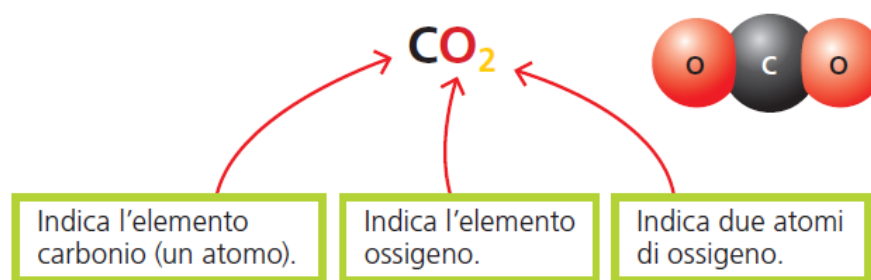 CO₂
O C O
Indica l'elemento
carbonio (un atomo).
Indica l'elemento
ossigeno.
Indica due atomi
di ossigeno.